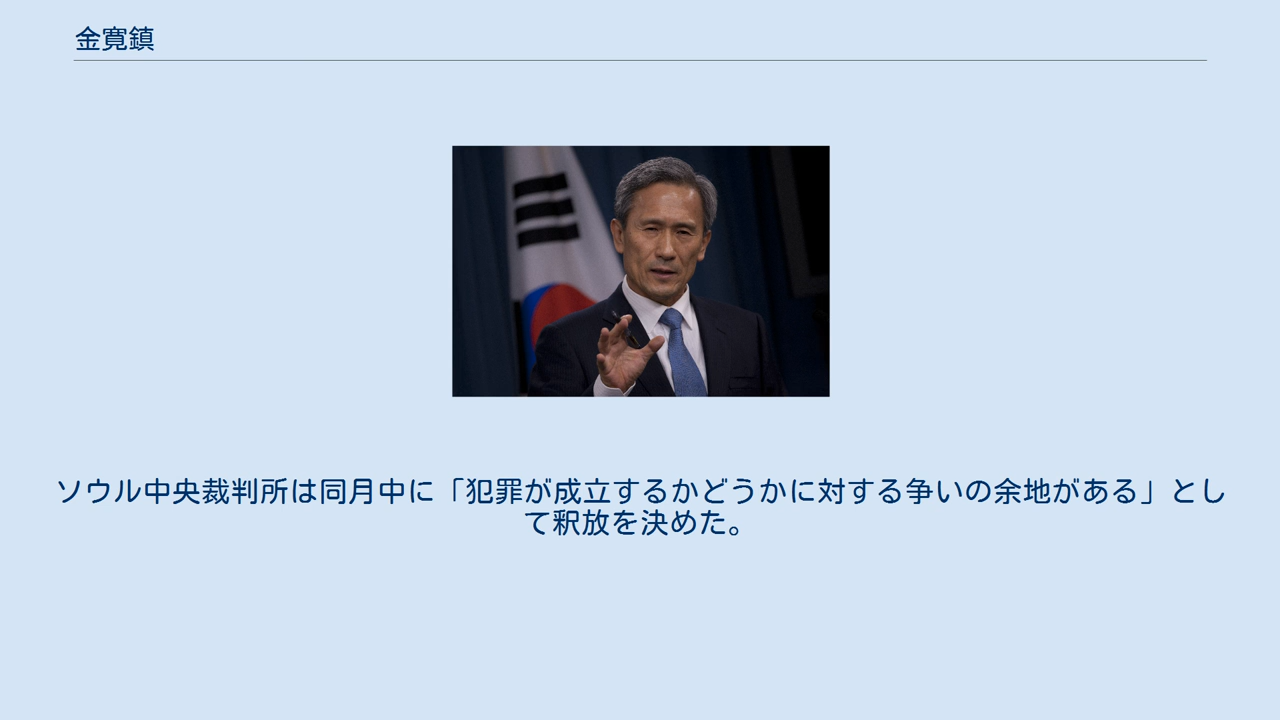 金寛鎮
ソウル中央裁判所は同月中に「犯罪が成立するかどうかに対する争いの余地がある」とし
て釈放を決めた。